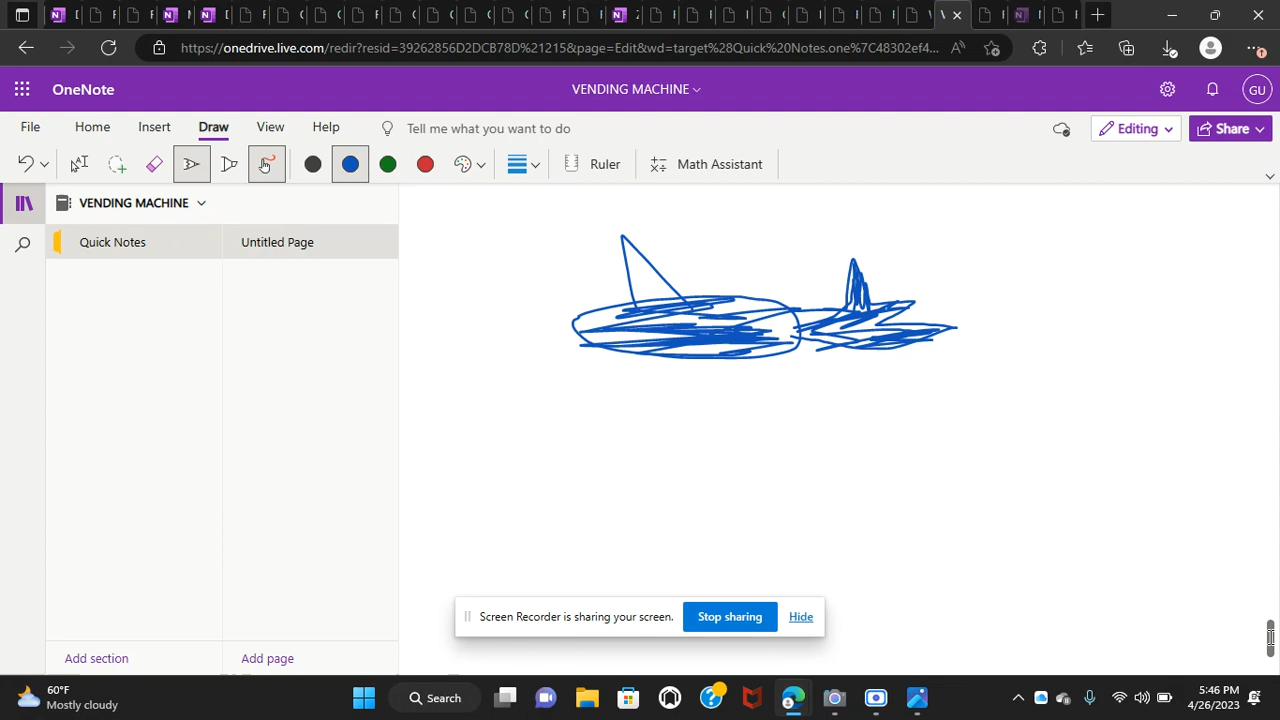 https://onedrive.live.com/redir?resid=39262856D2DCB78D%21215&page=Edit&wd=target%28Quick%20Notes.one%7C48302ef4...
OneNote
VENDING MACHINE
GU
File Home Insert Draw View Help Tell me what you want to do
Editing Share
Ruler Math Assistant
VENDING MACHINE
Quick Notes Untitled Page
Screen Recorder is sharing your screen. Stop sharing Hide
Add section Add page
60°F
Mostly cloudy
Search
5:46 PM
4/26/2023